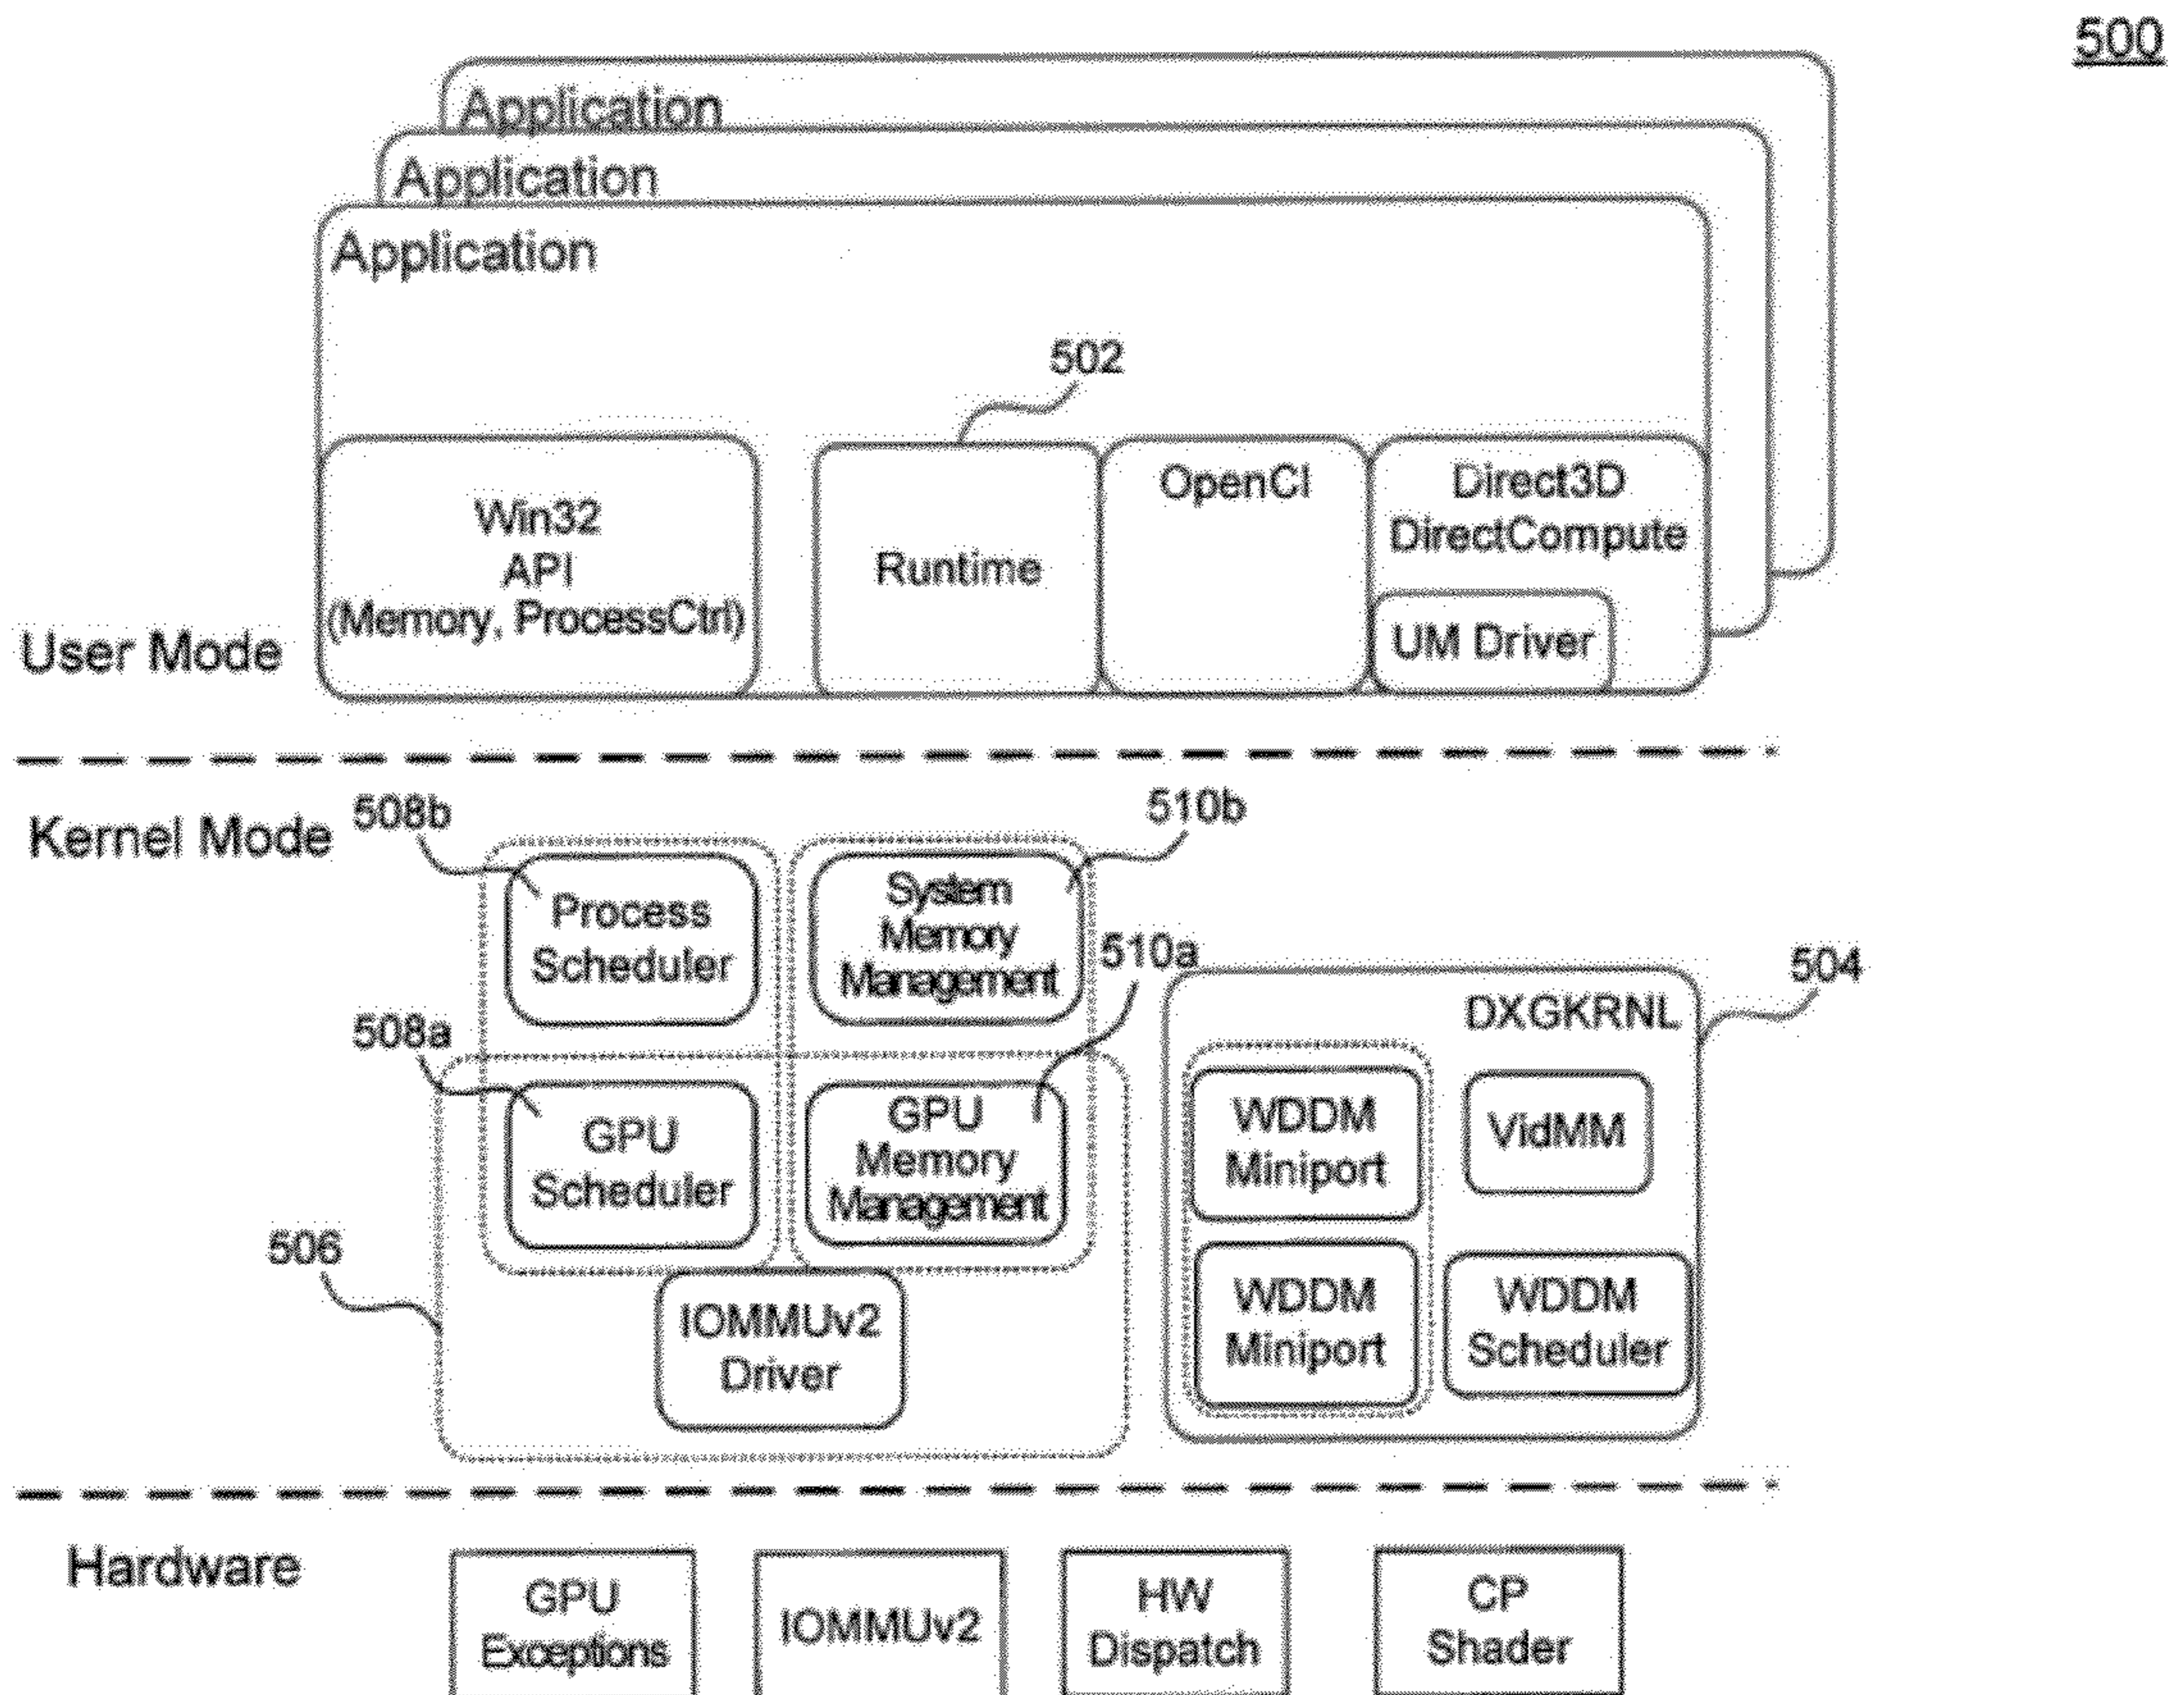 500
Application
Application
Application
502
Win32
API
(Memory, ProcessCtrl)
Runtime
OpenCl
Direct3D
DirectCompute
UM Driver
User Mode
Kernel Mode
508b
510b
Process
Scheduler
System
Memory
Management
510a
504
DXGKRNL
508a
GPU
Scheduler
GPU
Memory
Management
WDDM
Miniport
VidMM
506
IOMMUv2
Driver
WDDM
Miniport
WDDM
Scheduler
Hardware
GPU
Exceptions
IOMMUv2
HW
Dispatch
CP
Shader